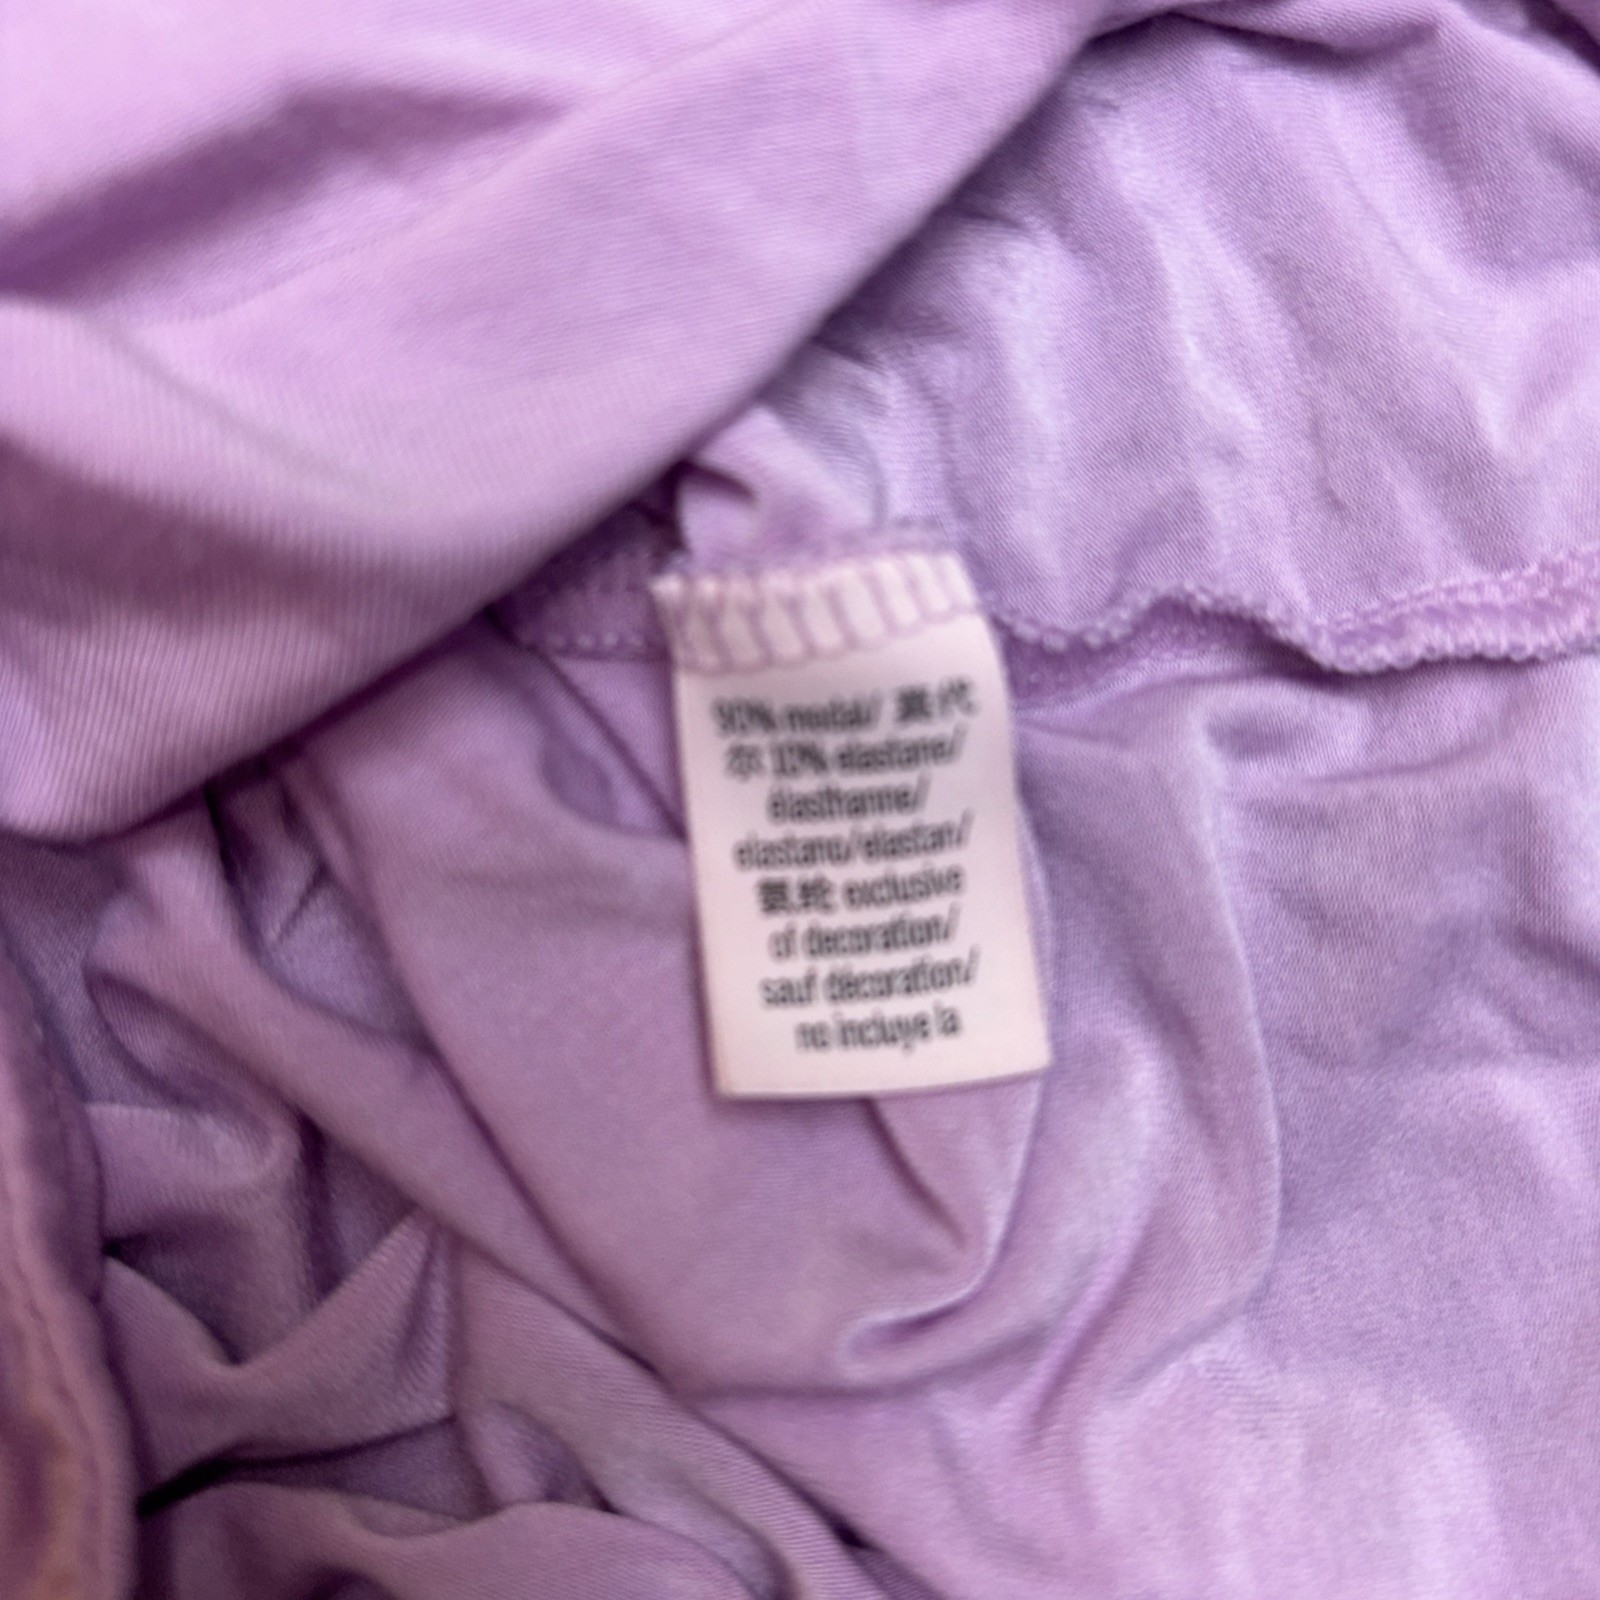 90% modal/ 莫代
尔 10% elastane/
élasthanne/
elastano/elastan/
氨纶 exclusive
of decoration/
sauf décoration/
no incluye la